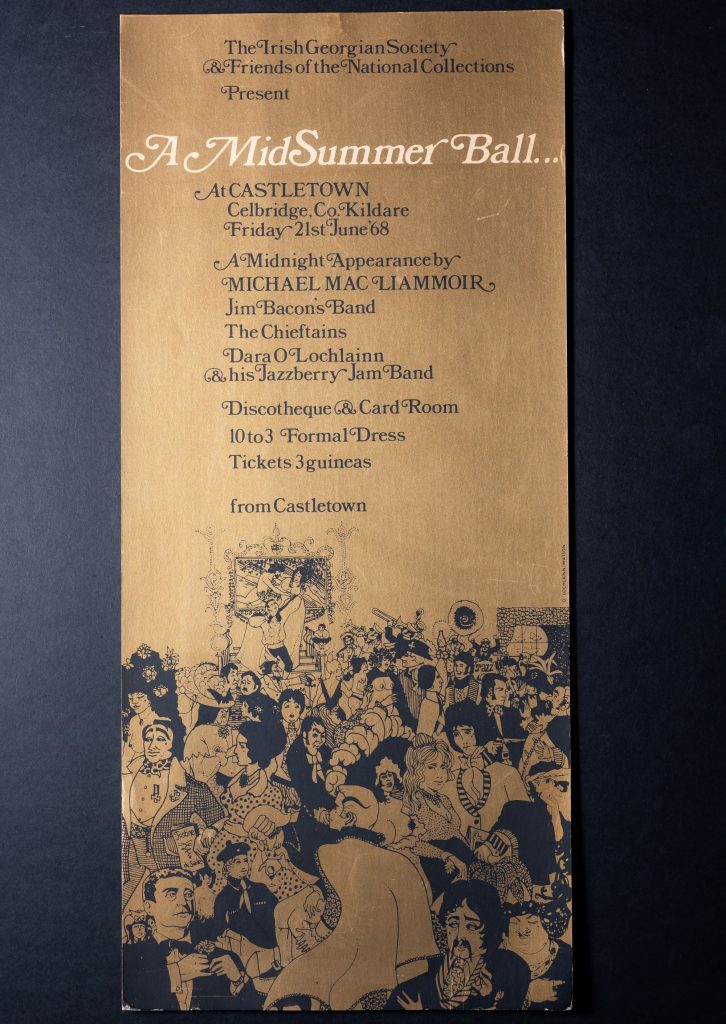 The Irish Georgian Society
& Friends of the National Collections
Present
A MidSummer Ball...
At CASTLETOWN
Celbridge, Co. Kildare
Friday 21st June '68
A Midnight Appearance by
MICHAEL MAC LIAMMOIR
Jim Bacon's Band
The Chieftains
Dara O Lochlainn
& his Jazzberry Jam Band
Discotheque & Card Room
10 to 3 Formal Dress
Tickets 3 guineas
from Castletown